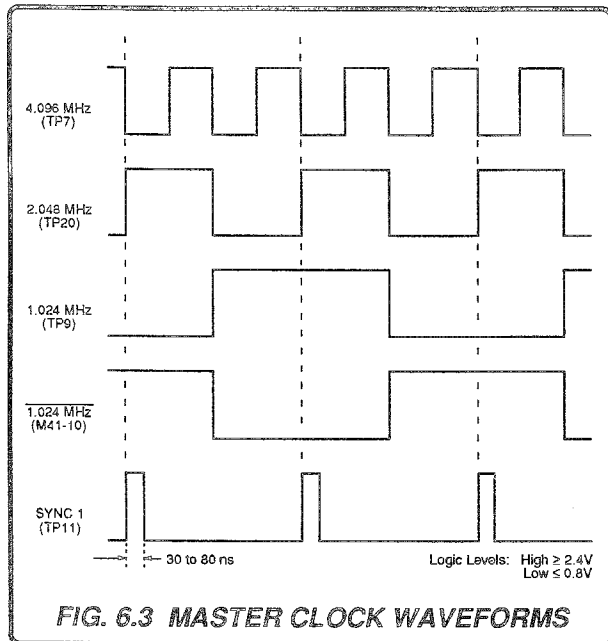 4.096 MHz
(TP7)
2.048 MHz
(TP20)
1.024 MHz
(TP9)
1.024 MHz
(M41-10)
SYNC 1
(TP11)
30 to 80 ns
Logic Levels: High ≥ 2.4V
Low ≤ 0.8V
FIG. 6.3 MASTER CLOCK WAVEFORMS